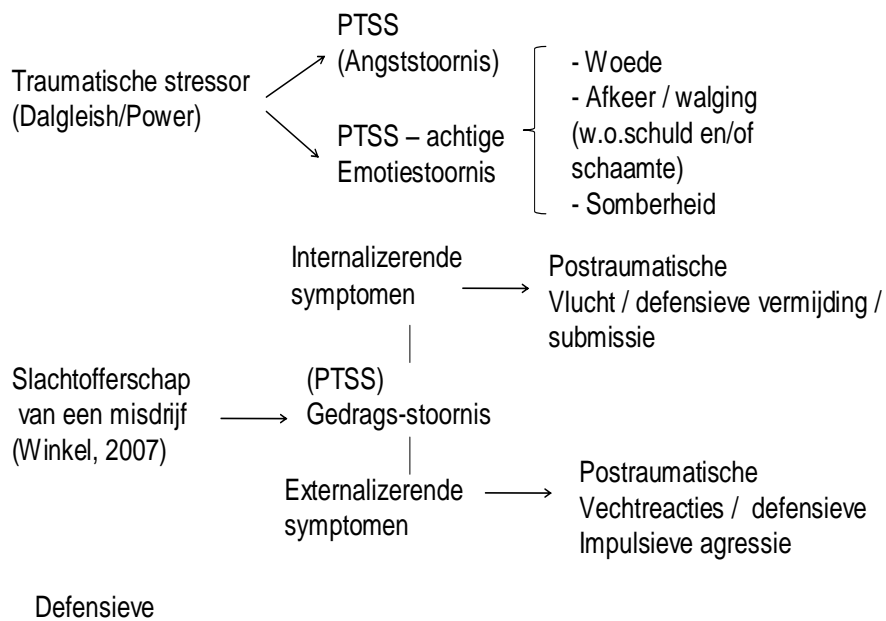 PTSS
(Angststoornis)
Traumatische stressor
(Dalgleish/Power)
PTSS – achtige
Emotiestoornis
- Woede
- Afkeer / walging
(w.o.schuld en/of
schaamte)
- Somberheid
Internalizerende
symptomen
Postraumatische
Vlucht / defensieve vermijding /
submissie
Slachtofferschap
van een misdrijf
(Winkel, 2007)
(PTSS)
Gedrags-stoornis
Externalizerende
symptomen
Postraumatische
Vechtreacties / defensieve
Impulsieve agressie
Defensieve